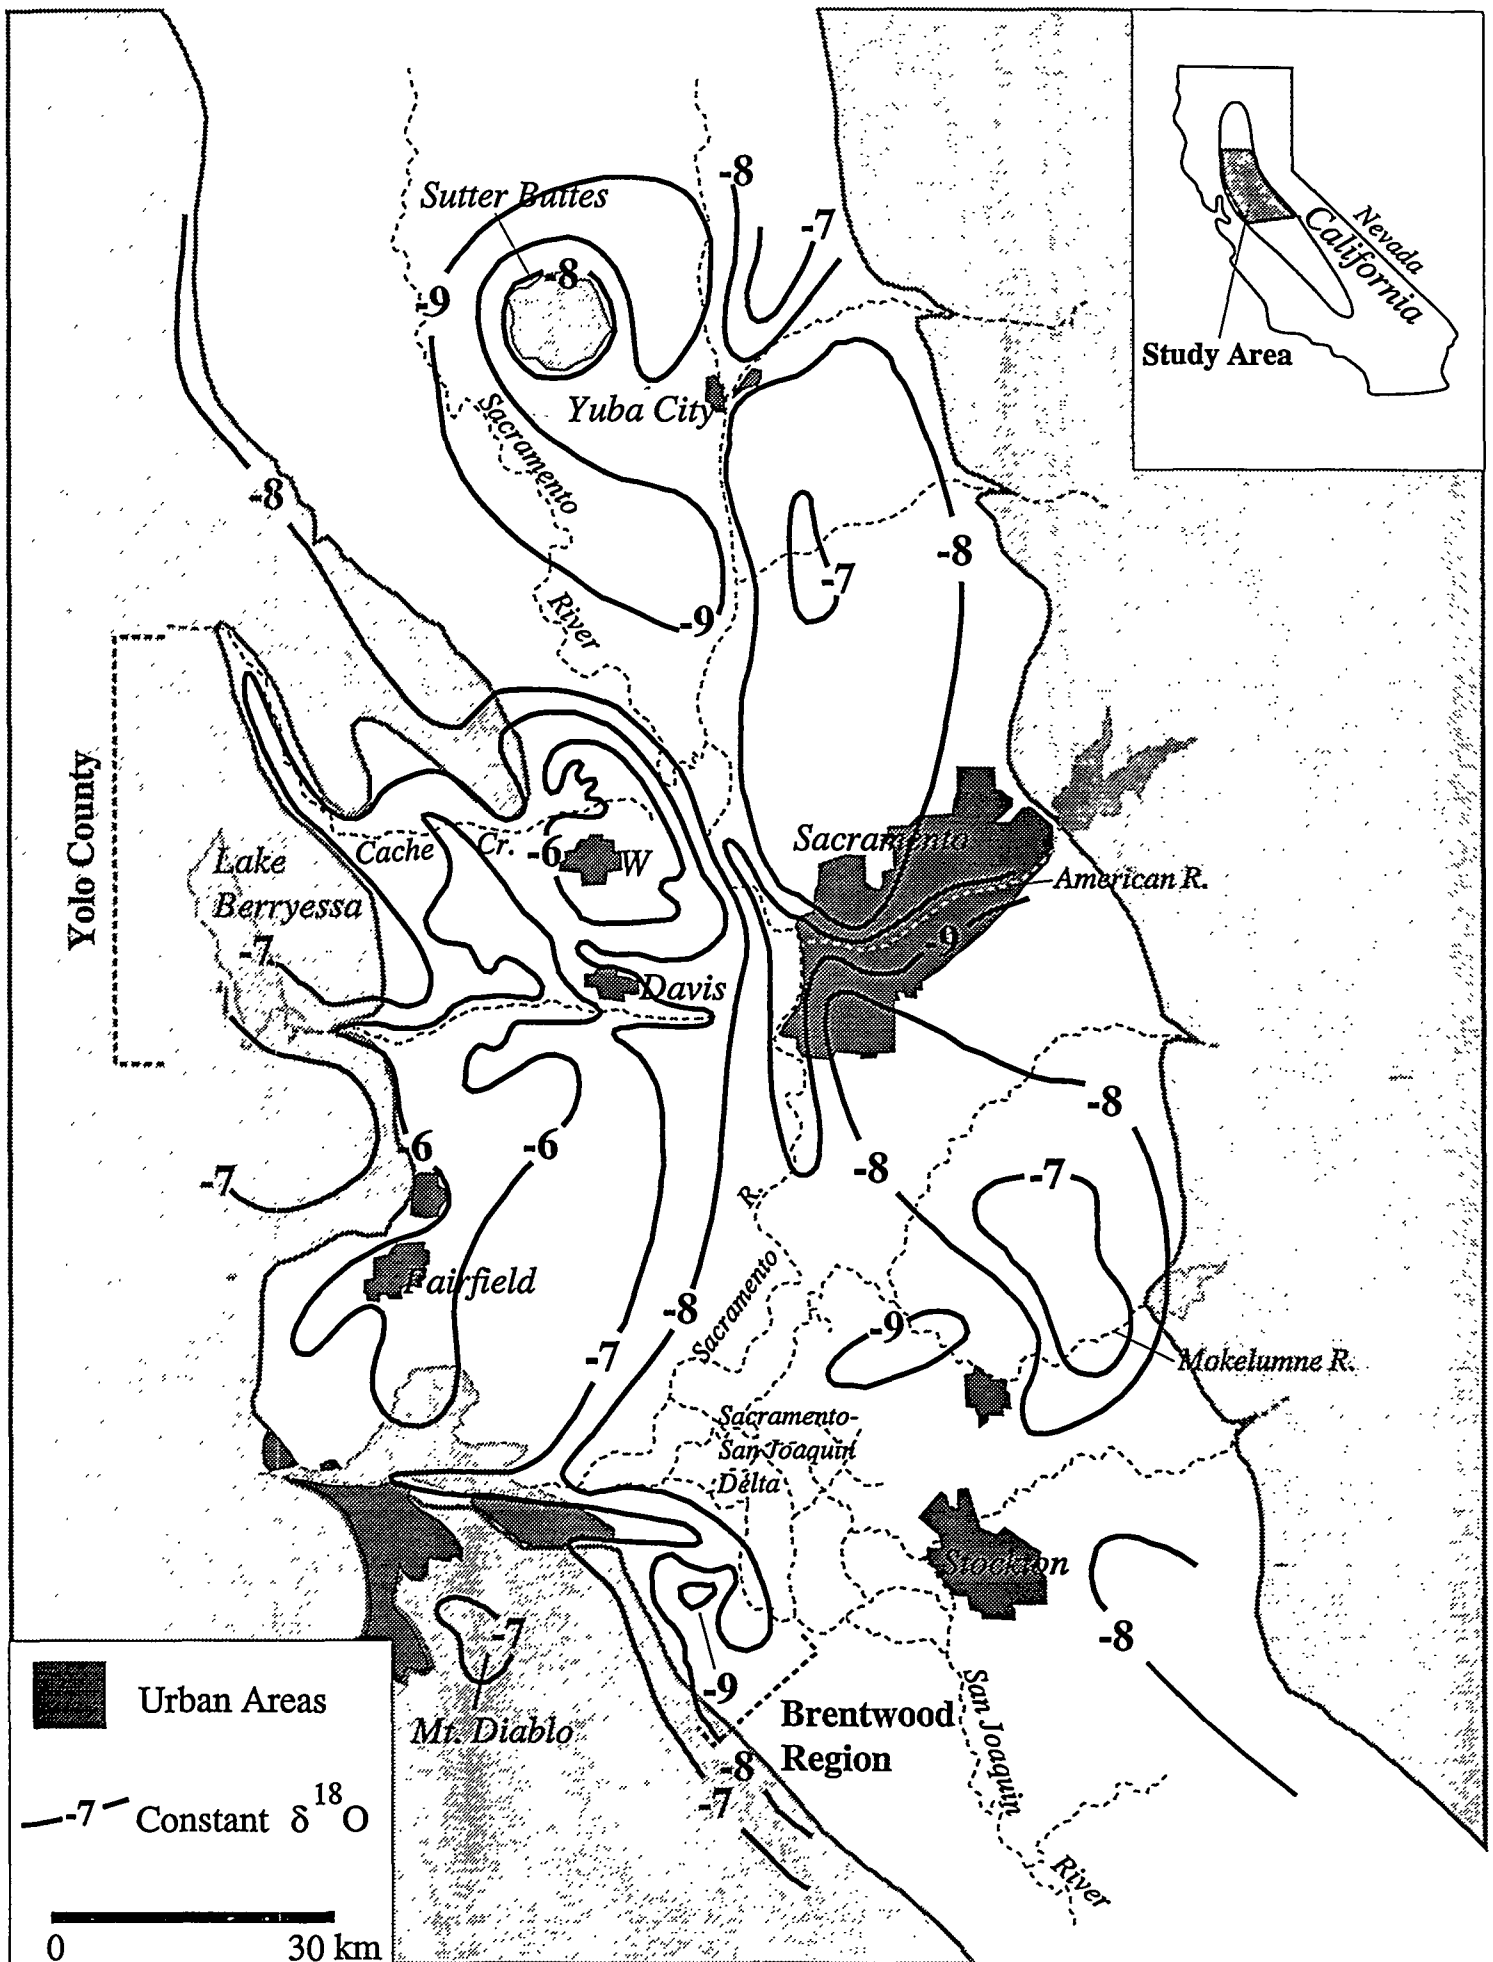 -8
-7
Sutter Buttes
-8
-9
Nevada
California
Study Area
Yuba City
Sacramento
River
-8
-8
-7
-9
Yolo County
Sacramento
Cache Cr.
-6
W
Lake
Berryessa
American R.
-9
-7
Davis
-8
-6
-6
-8
-7
-7
R.
Sacramento
Fairfield
-8
-9
-7
Mokelumne R.
Sacramento-
San Joaquin
Delta
Stockton
-8
-7
-9
Mt. Diablo
Brentwood
Region
San Joaquin
River
-8
-7
Urban Areas
-7 Constant δ 18O
0 30 km